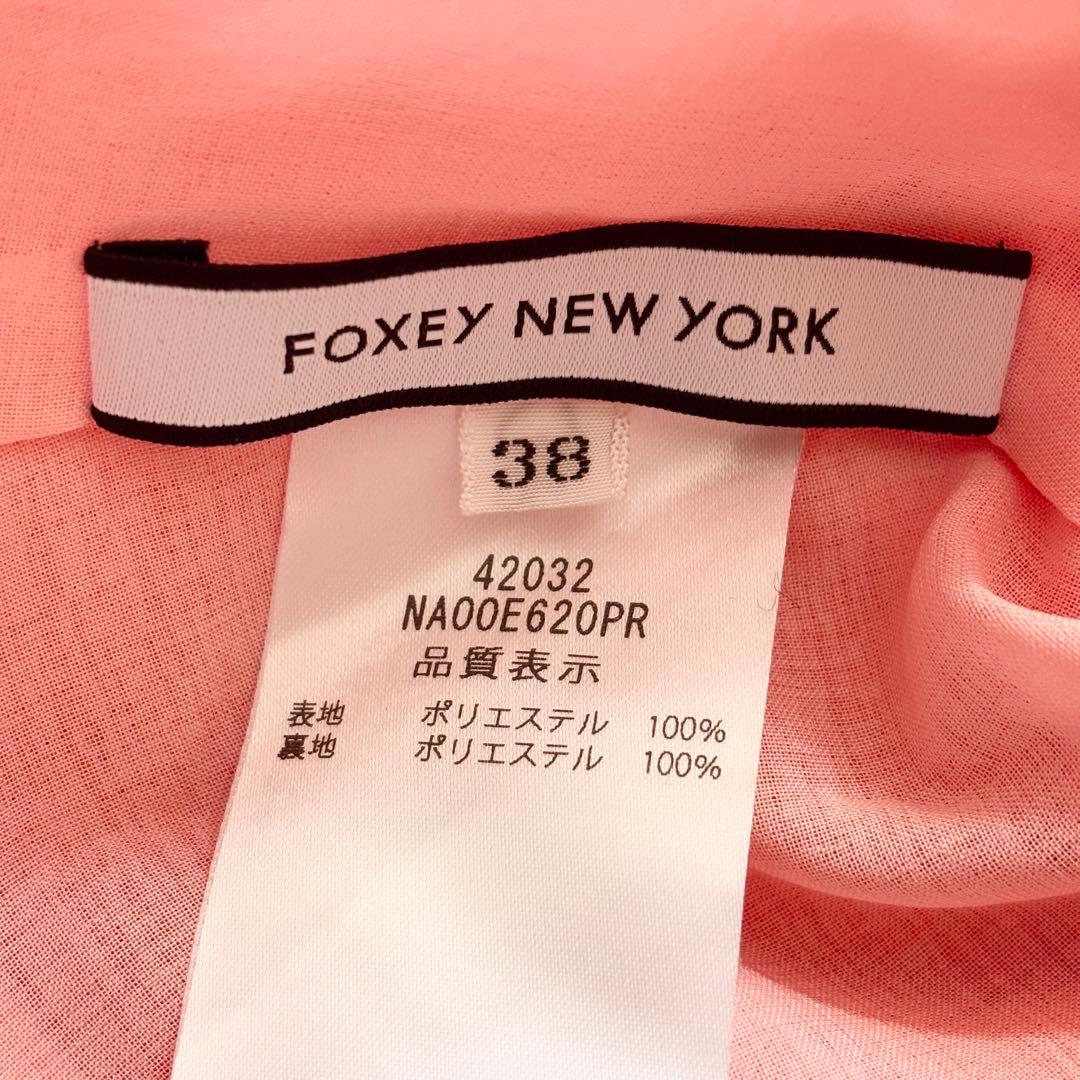 FOXEY NEW YORK
38
42032
NA00E620PR
品質表示
表地 ポリエステル 100%
裏地 ポリエステル 100%